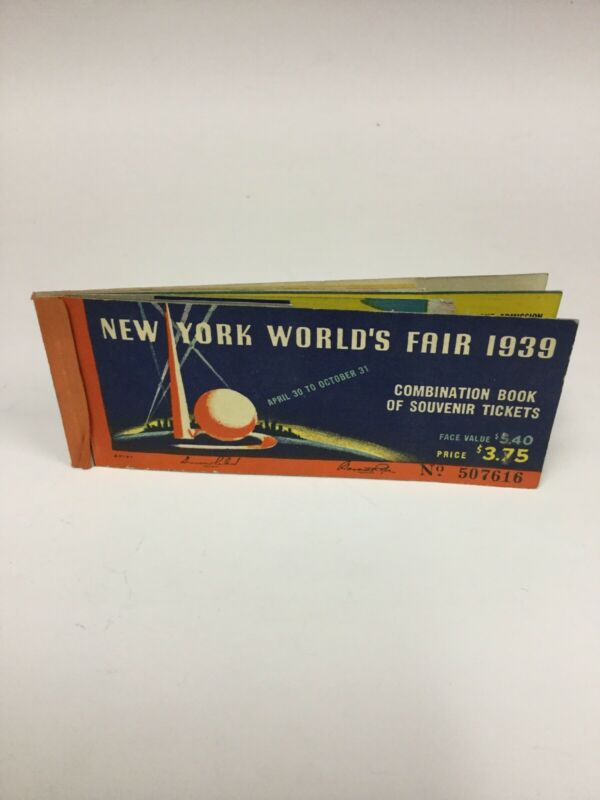 NEW YORK WORLD'S FAIR 1939
APRIL 30 TO OCTOBER 31
COMBINATION BOOK
OF SOUVENIR TICKETS
FACE VALUE $5.40
PRICE $3.75
Nº 507616
ADMISSION